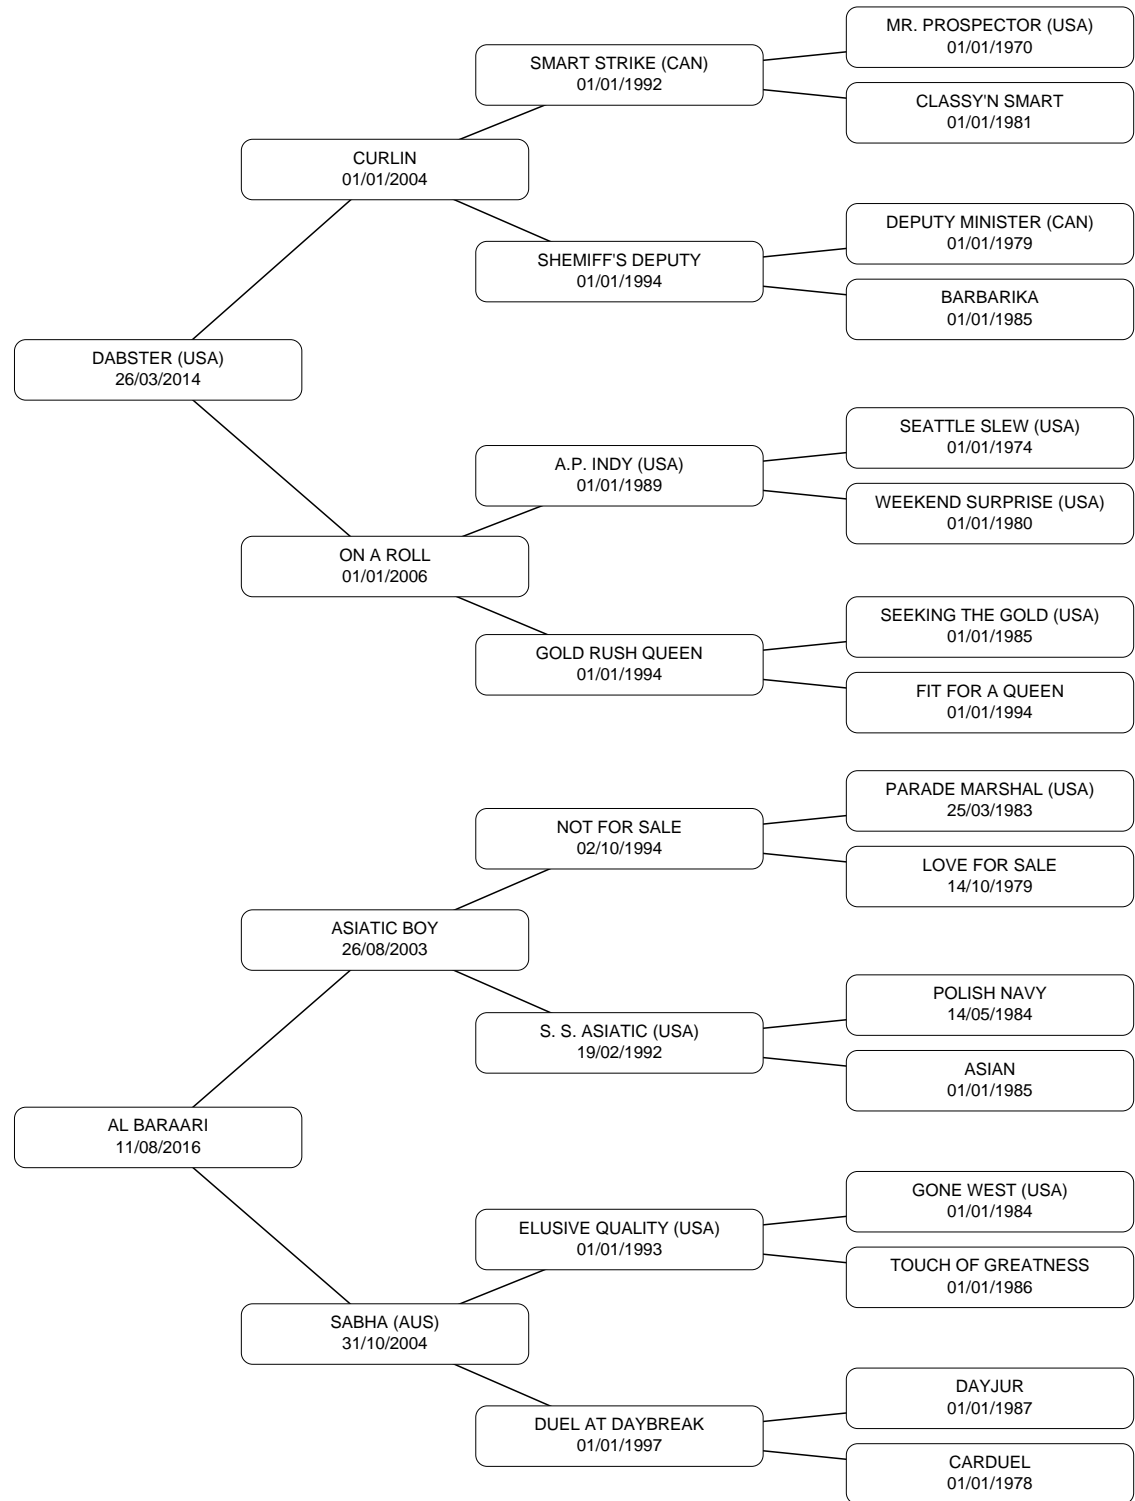 MR. PROSPECTOR (USA)
01/01/1970
SMART STRIKE (CAN)
01/01/1992
CLASSY'N SMART
01/01/1981
CURLIN
01/01/2004
DEPUTY MINISTER (CAN)
01/01/1979
SHEMIFF'S DEPUTY
01/01/1994
BARBARIKA
01/01/1985
DABSTER (USA)
26/03/2014
SEATTLE SLEW (USA)
01/01/1974
A.P. INDY (USA)
01/01/1989
WEEKEND SURPRISE (USA)
01/01/1980
ON A ROLL
01/01/2006
SEEKING THE GOLD (USA)
01/01/1985
GOLD RUSH QUEEN
01/01/1994
FIT FOR A QUEEN
01/01/1994
PARADE MARSHAL (USA)
25/03/1983
NOT FOR SALE
02/10/1994
LOVE FOR SALE
14/10/1979
ASIATIC BOY
26/08/2003
POLISH NAVY
14/05/1984
S. S. ASIATIC (USA)
19/02/1992
ASIAN
01/01/1985
AL BARAARI
11/08/2016
GONE WEST (USA)
01/01/1984
ELUSIVE QUALITY (USA)
01/01/1993
TOUCH OF GREATNESS
01/01/1986
SABHA (AUS)
31/10/2004
DAYJUR
01/01/1987
DUEL AT DAYBREAK
01/01/1997
CARDUEL
01/01/1978